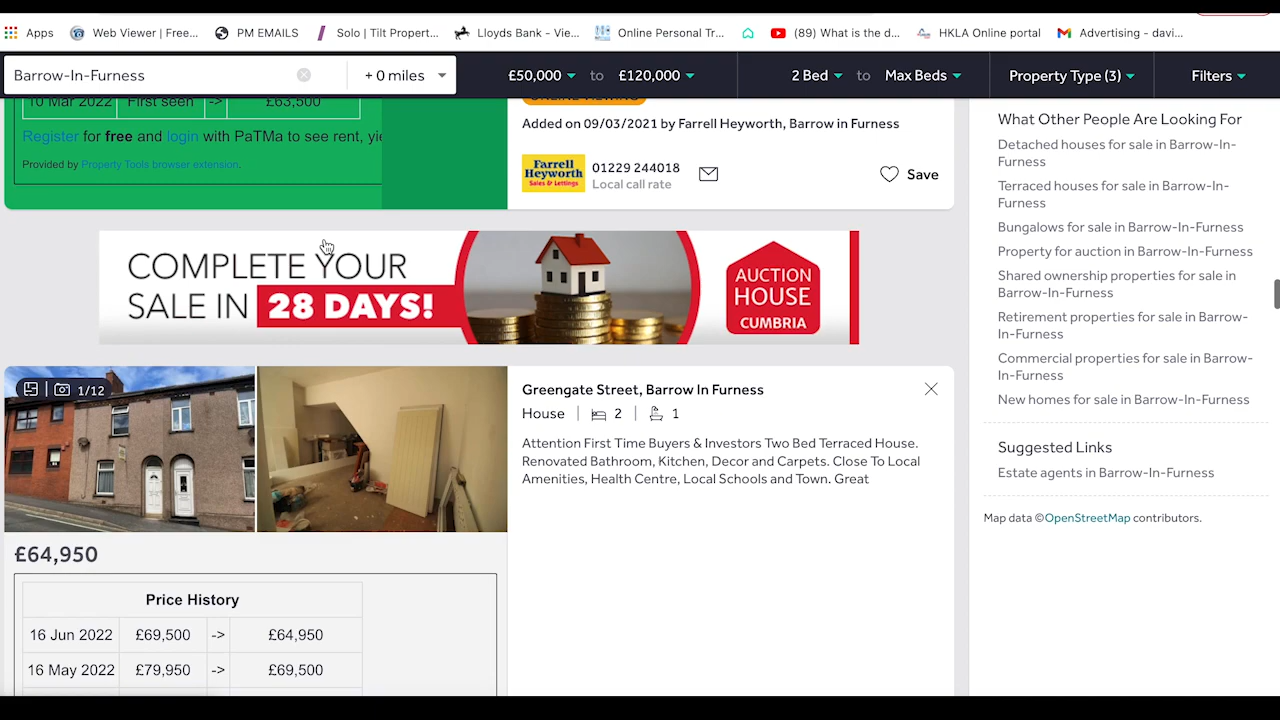 Apps
Web Viewer | Free...
PM EMAILS
Solo | Tilt Propert...
Lloyds Bank - Vie...
Online Personal Tr...
(89) What is the d...
HKLA Online portal
Advertising - davi...
Barrow-In-Furness
+ 0 miles
£50,000 to £120,000
2 Bed to Max Beds
Property Type (3)
Filters
10 Mar 2022 First seen -> £63,500
Register for free and login with PaTMa to see rent, yie
Provided by Property Tools browser extension.
ONLINE VIEWING
Added on 09/03/2021 by Farrell Heyworth, Barrow in Furness
Farrell
Heyworth
Sales & Lettings
01229 244018
Local call rate
Save
COMPLETE YOUR
SALE IN 28 DAYS!
AUCTION
HOUSE
CUMBRIA
1/12
£64,950
Price History
16 Jun 2022 £69,500 -> £64,950
16 May 2022 £79,950 -> £69,500
Greengate Street, Barrow In Furness
House 2 1
Attention First Time Buyers & Investors Two Bed Terraced House.
Renovated Bathroom, Kitchen, Decor and Carpets. Close To Local
Amenities, Health Centre, Local Schools and Town. Great
What Other People Are Looking For
Detached houses for sale in Barrow-In-
Furness
Terraced houses for sale in Barrow-In-
Furness
Bungalows for sale in Barrow-In-Furness
Property for auction in Barrow-In-Furness
Shared ownership properties for sale in
Barrow-In-Furness
Retirement properties for sale in Barrow-
In-Furness
Commercial properties for sale in Barrow-
In-Furness
New homes for sale in Barrow-In-Furness
Suggested Links
Estate agents in Barrow-In-Furness
Map data ©OpenStreetMap contributors.